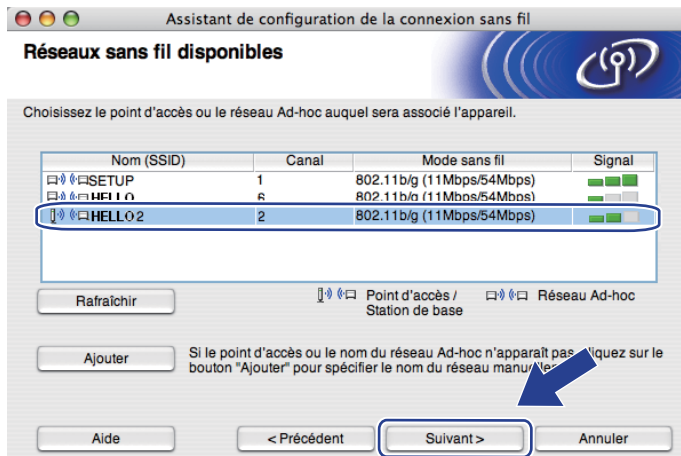 Assistant de configuration de la connexion sans fil
Réseaux sans fil disponibles
Choisissez le point d'accès ou le réseau Ad-hoc auquel sera associé l'appareil.
Nom (SSID) Canal Mode sans fil Signal
SETUP 1 802.11b/g (11Mbps/54Mbps)
HELLO 6 802.11b/g (11Mbps/54Mbps)
HELLO2 2 802.11b/g (11Mbps/54Mbps)
Rafraîchir
Point d'accès / Réseau Ad-hoc
Station de base
Ajouter
Si le point d'accès ou le nom du réseau Ad-hoc n'apparaît pas, cliquez sur le
bouton "Ajouter" pour spécifier le nom du réseau
Aide < Précédent Suivant > Annuler